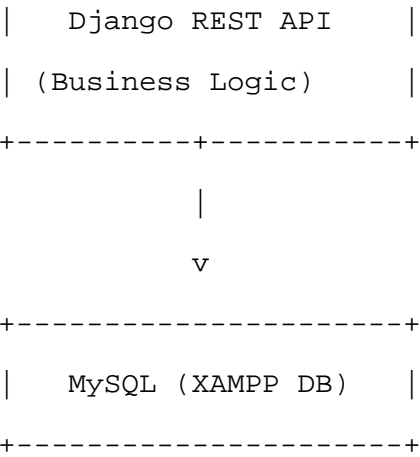 |   Django REST API   |
| (Business Logic)    |
+----------+-----------+
|
v
+----------------------+
|   MySQL (XAMPP DB)   |
+----------------------+